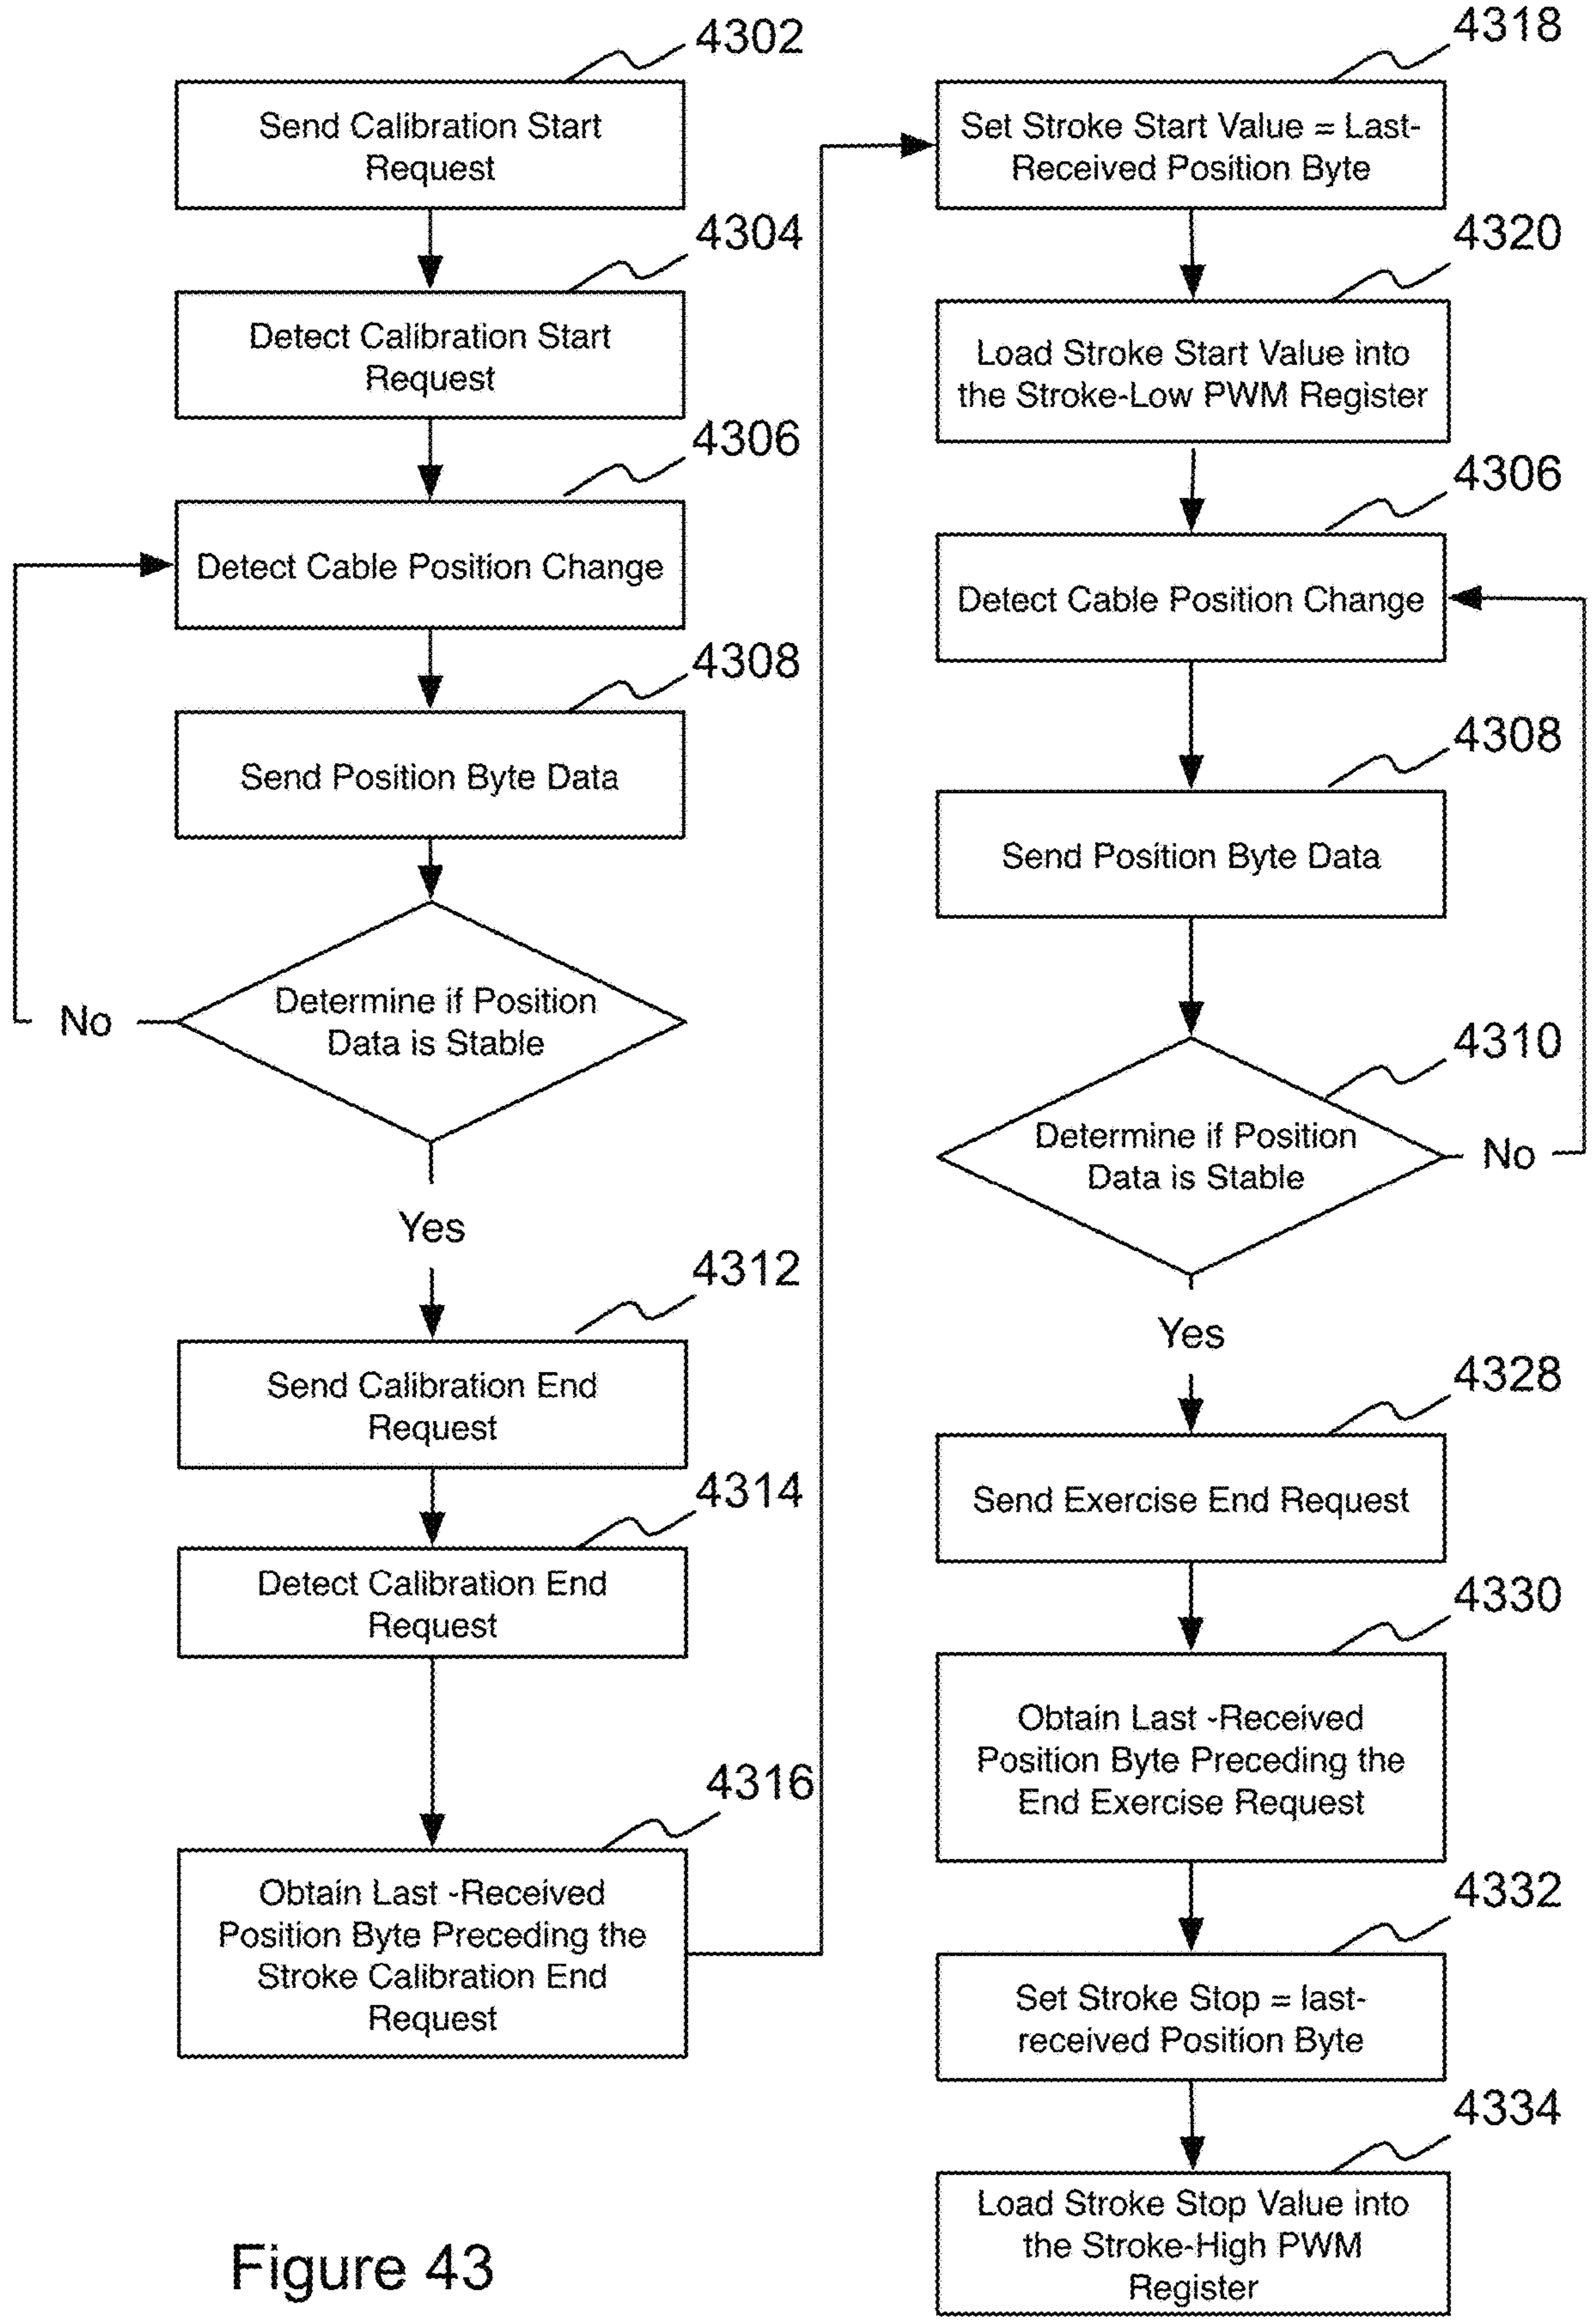 4302
Send Calibration Start
Request
4304
Detect Calibration Start
Request
4306
Detect Cable Position Change
4308
Send Position Byte Data
Determine if Position
Data is Stable
No
Yes
4312
Send Calibration End
Request
4314
Detect Calibration End
Request
4316
Obtain Last -Received
Position Byte Preceding the
Stroke Calibration End
Request
4318
Set Stroke Start Value = Last-
Received Position Byte
4320
Load Stroke Start Value into
the Stroke-Low PWM Register
4306
Detect Cable Position Change
4308
Send Position Byte Data
4310
Determine if Position
Data is Stable
No
Yes
4328
Send Exercise End Request
4330
Obtain Last -Received
Position Byte Preceding the
End Exercise Request
4332
Set Stroke Stop = last-
received Position Byte
4334
Load Stroke Stop Value into
the Stroke-High PWM
Register
Figure 43